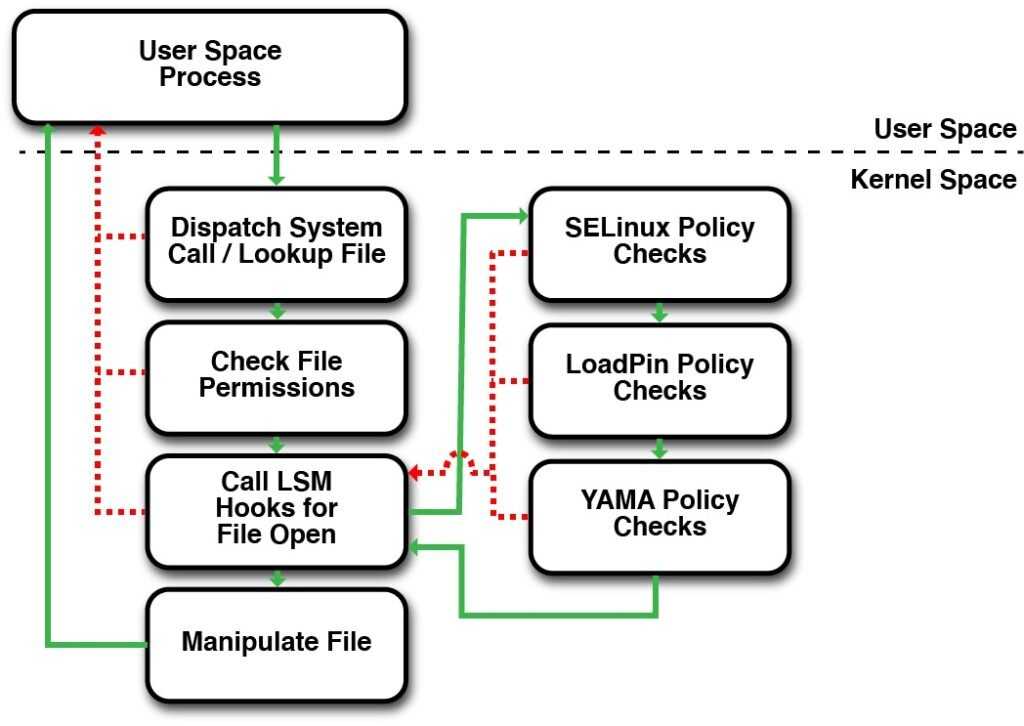 User Space
Process
User Space
Kernel Space
Dispatch System
Call / Lookup File
Check File
Permissions
Call LSM
Hooks for
File Open
Manipulate File
SELinux Policy
Checks
LoadPin Policy
Checks
YAMA Policy
Checks